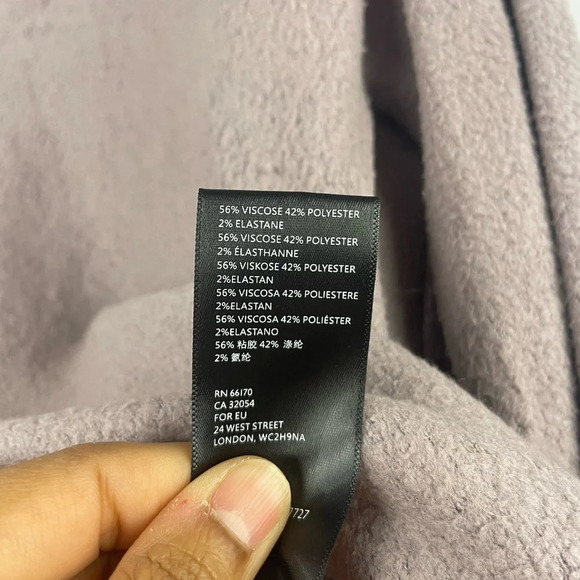 56% VISCOSE 42% POLYESTER
2% ELASTANE
56% VISCOSE 42% POLYESTER
2% ÉLASTHANNE
56% VISKOSE 42% POLYESTER
2%ELASTAN
56% VISCOSA 42% POLIESTERE
2%ELASTAN
56% VISCOSA 42% POLIÉSTER
2%ELASTANO
56% 粘胶 42% 涤纶
2% 氨纶
RN 66170
CA 32054
FOR EU
24 WEST STREET
LONDON, WC2H9NA